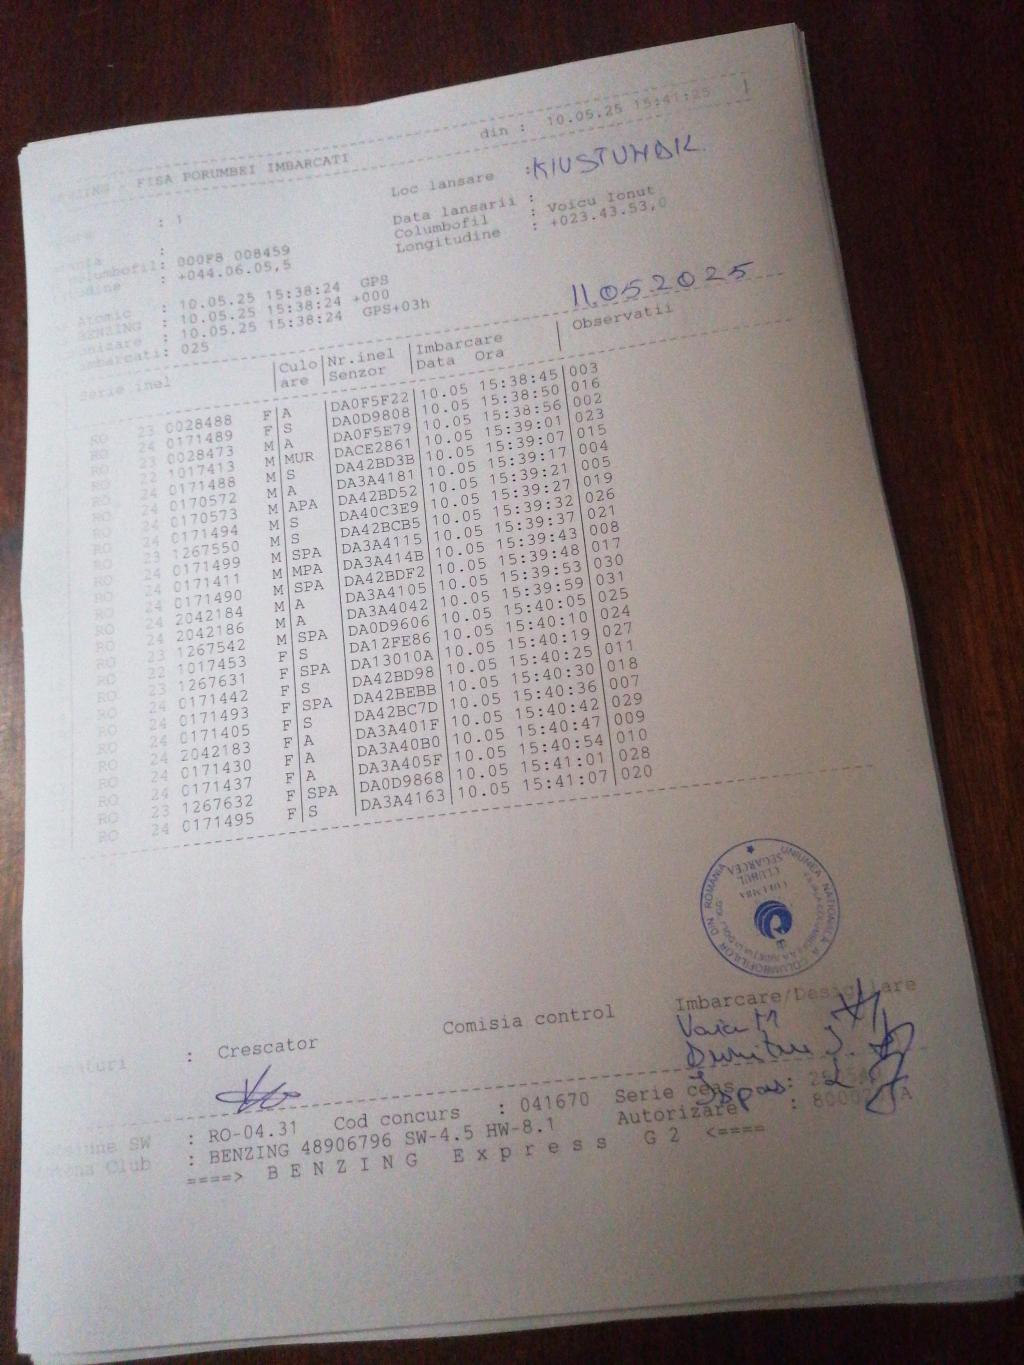 FISA PORUMBEI IMBARCATI din : 10.05.25 15:41:25
: 1 Loc lansare : KIUSTUNDIL
Data lansarii :
: 000F8 008459 Columbofil : Voicu Ionut
: +044.06.05,5 Longitudine : +023.43.53,0
Atomic : 10.05.25 15:38:24 GPS
BENZING : 10.05.25 15:38:24 +000
: 10.05.25 15:38:24 GPS+03h
: 025
11.05.2025
Serie inel Culo are Nr.inel Senzor Imbarcare Data Ora Observatii
RO 23 0028488 F A DA0F5F22 10.05 15:38:45 003
RO 24 0171489 F S DA0D9808 10.05 15:38:50 016
RO 23 0028473 M A DA0F5E79 10.05 15:38:56 002
RO 22 1017413 M MUR DACE2861 10.05 15:39:01 023
RO 24 0171488 M S DA42BD3B 10.05 15:39:07 015
RO 24 0170572 M A DA3A4181 10.05 15:39:17 004
RO 24 0170573 M APA DA42BD52 10.05 15:39:21 005
RO 24 0171494 M S DA40C3E9 10.05 15:39:27 019
RO 23 1267550 M S DA42BCB5 10.05 15:39:32 026
RO 24 0171499 M SPA DA3A4115 10.05 15:39:37 021
RO 24 0171411 M MPA DA3A414B 10.05 15:39:43 008
RO 24 0171490 M SPA DA42BDF2 10.05 15:39:48 017
RO 24 2042184 M A DA3A4105 10.05 15:39:53 030
RO 24 2042186 M A DA3A4042 10.05 15:39:59 031
RO 23 1267542 M SPA DA0D9606 10.05 15:40:05 025
RO 22 1017453 F S DA12FE86 10.05 15:40:10 024
RO 23 1267631 F SPA DA13010A 10.05 15:40:19 027
RO 24 0171442 F S DA42BD98 10.05 15:40:25 011
RO 24 0171493 F SPA DA42BEBB 10.05 15:40:30 018
RO 24 0171405 F S DA42BC7D 10.05 15:40:36 007
RO 24 2042183 F A DA3A401F 10.05 15:40:42 029
RO 24 0171430 F A DA3A40B0 10.05 15:40:47 009
RO 24 0171437 F SPA DA3A405F 10.05 15:40:54 010
RO 23 1267632 F SPA DA0D9868 10.05 15:41:01 028
RO 24 0171495 F S DA3A4163 10.05 15:41:07 020
UNIUNEA NATIONALA A COLUMBOFILILOR DIN ROMANIA
CLUBUL
COLUMBA
SEGARCEA
: Crescator Comisia control Imbarcare/Desigilare
: RO-04.31 Cod concurs : 041670 Serie ceas :
Club : BENZING 48906796 SW-4.5 HW-8.1 Autorizare :
====> BENZING Express G2 <====